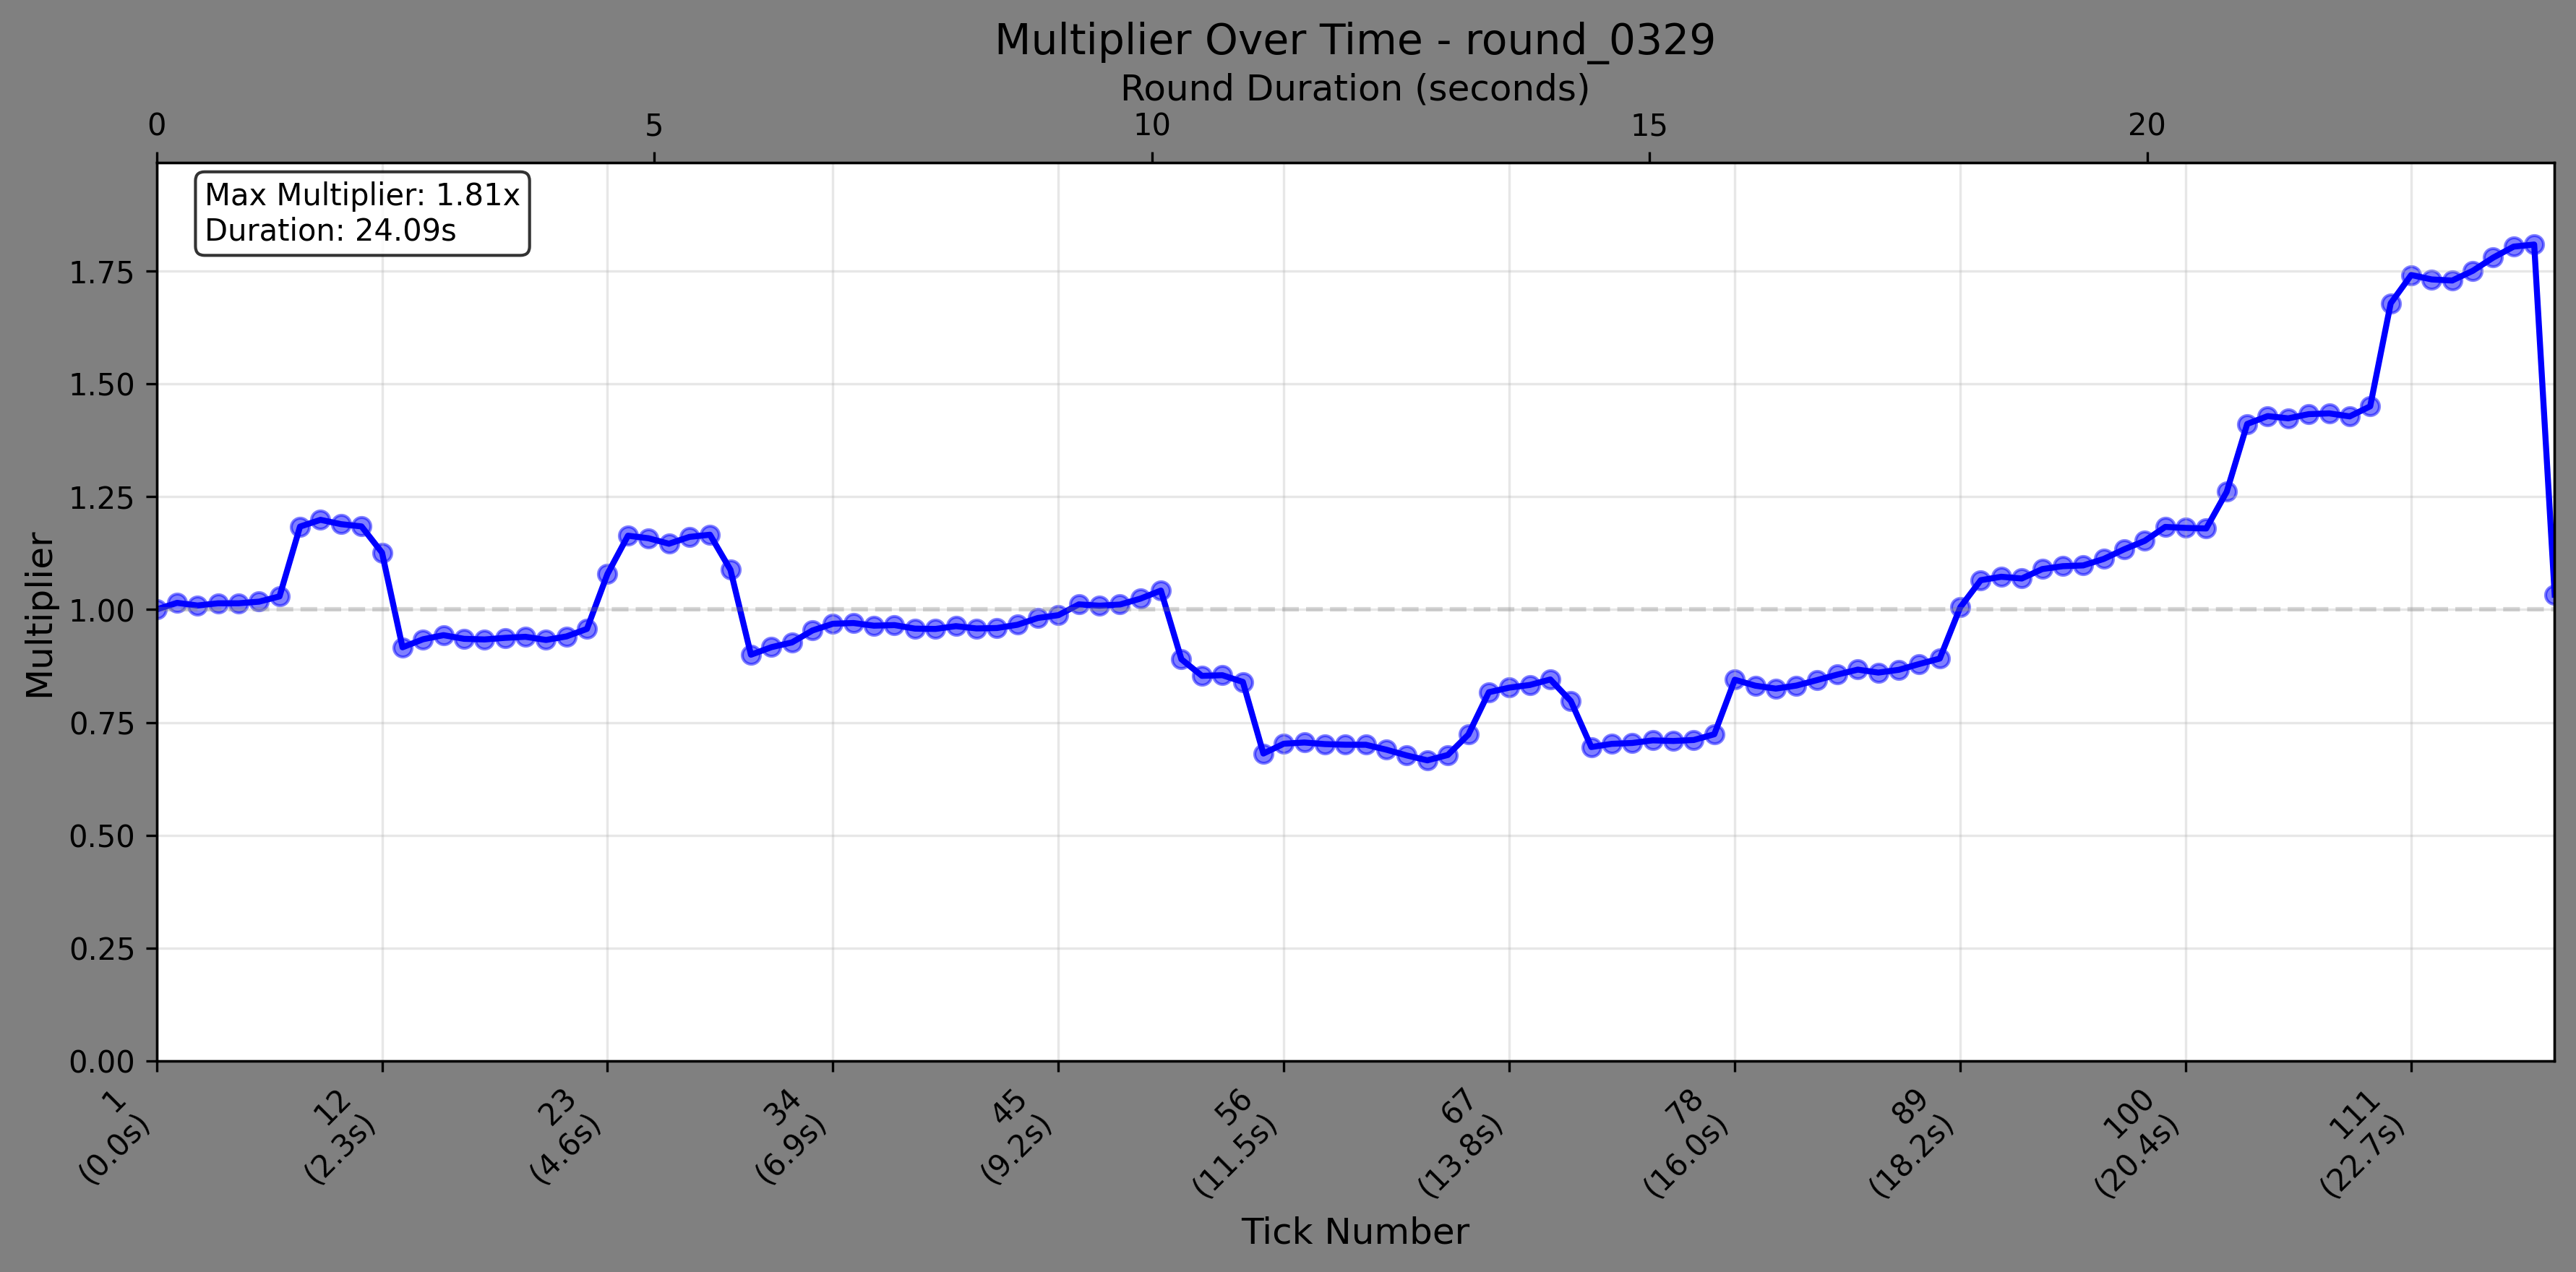 Multiplier Over Time - round_0329
Round Duration (seconds)
0 5 10 15 20
Max Multiplier: 1.81x
Duration: 24.09s
Multiplier
1.75
1.50
1.25
1.00
0.75
0.50
0.25
0.00
1
(0.0s)
12
(2.3s)
23
(4.6s)
34
(6.9s)
45
(9.2s)
56
(11.5s)
67
(13.8s)
78
(16.0s)
89
(18.2s)
100
(20.4s)
111
(22.7s)
Tick Number